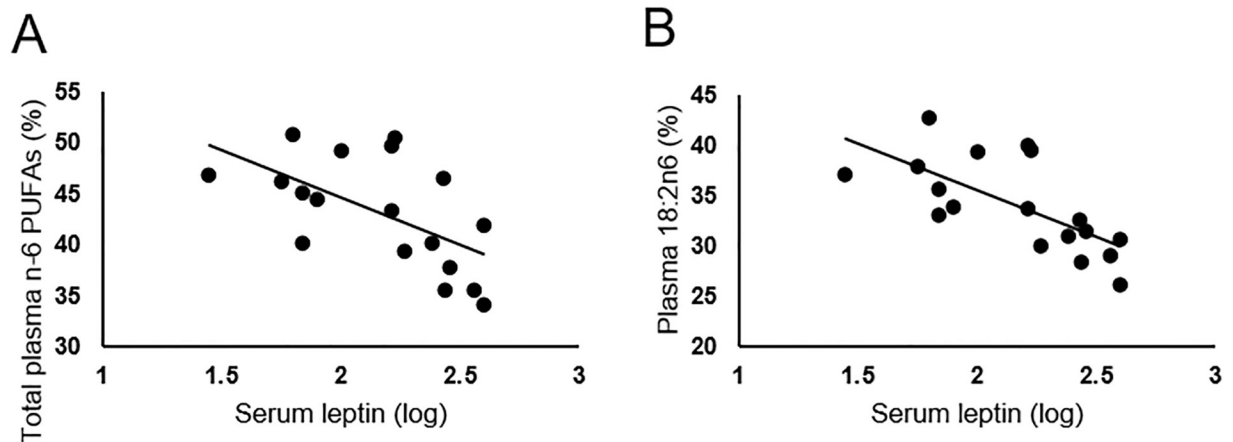 A
Total plasma n-6 PUFAs (%)
55
50
45
40
35
30
1 1.5 2 2.5 3
Serum leptin (log)
B
Plasma 18:2n6 (%)
45
40
35
30
25
20
1 1.5 2 2.5 3
Serum leptin (log)